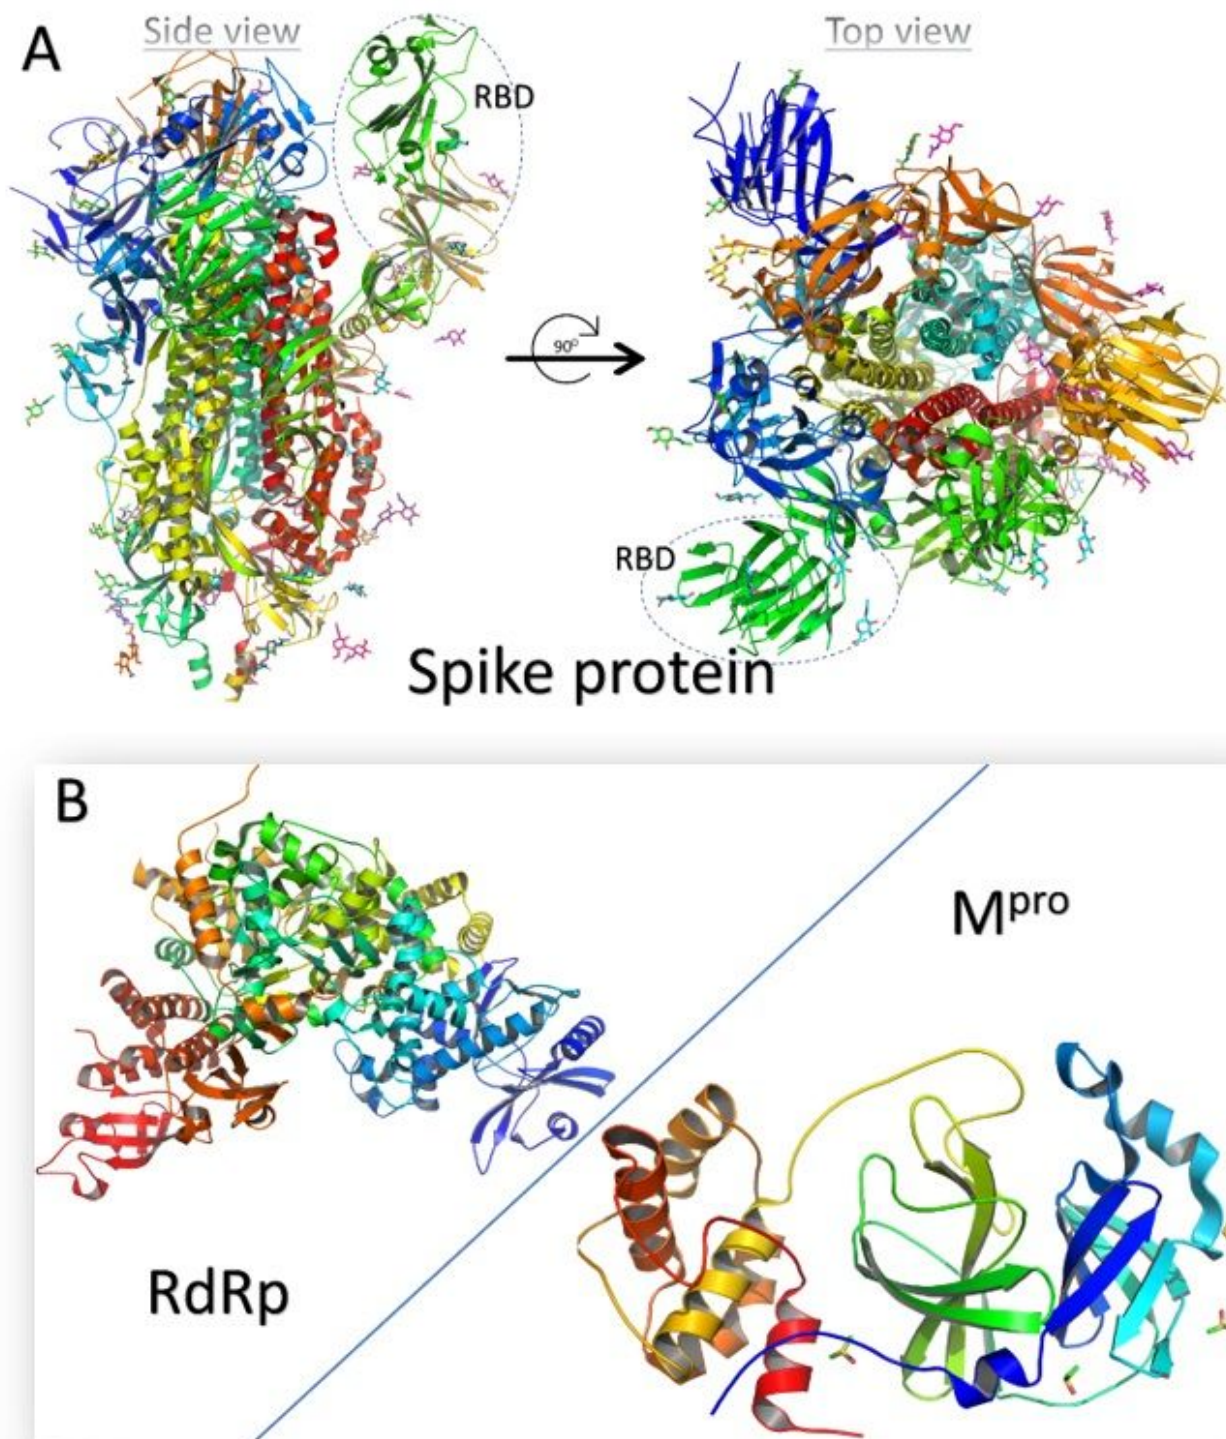 A
Side view
Top view
RBD
90°
RBD
Spike protein
B
Mᵖʳᵒ
RdRp